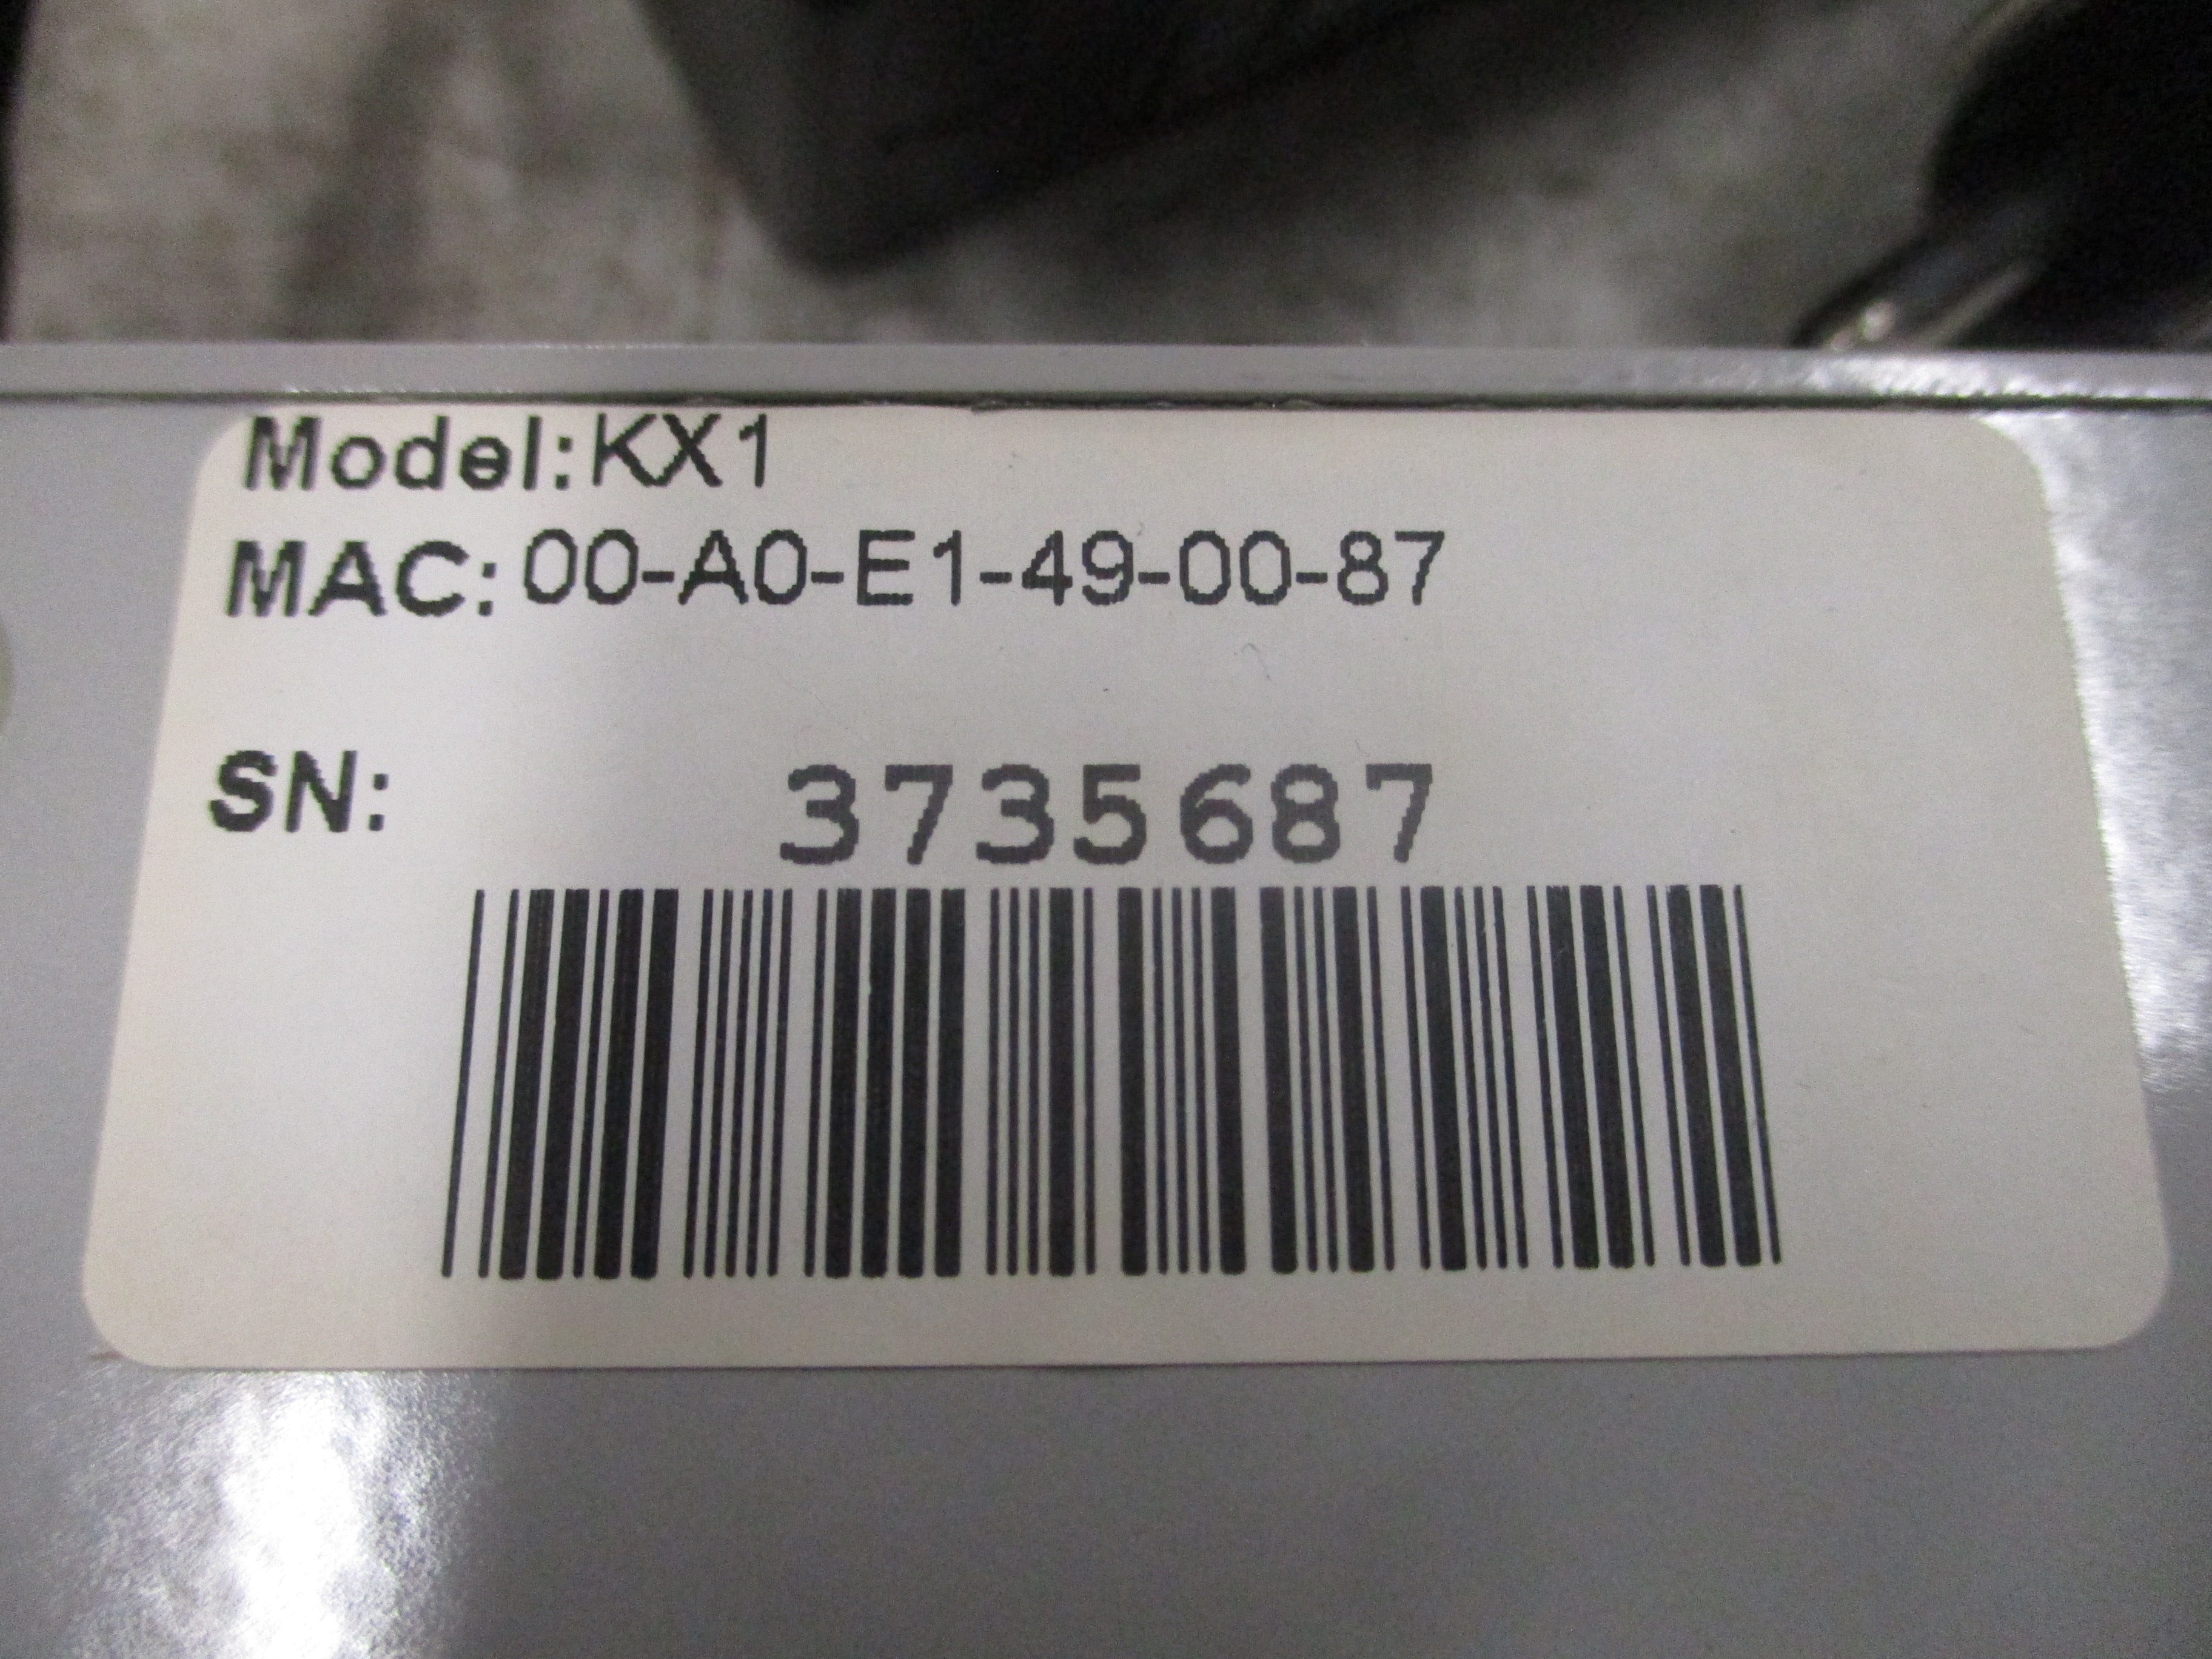 Model: KX1
MAC: 00-A0-E1-49-00-87
SN: 3735687